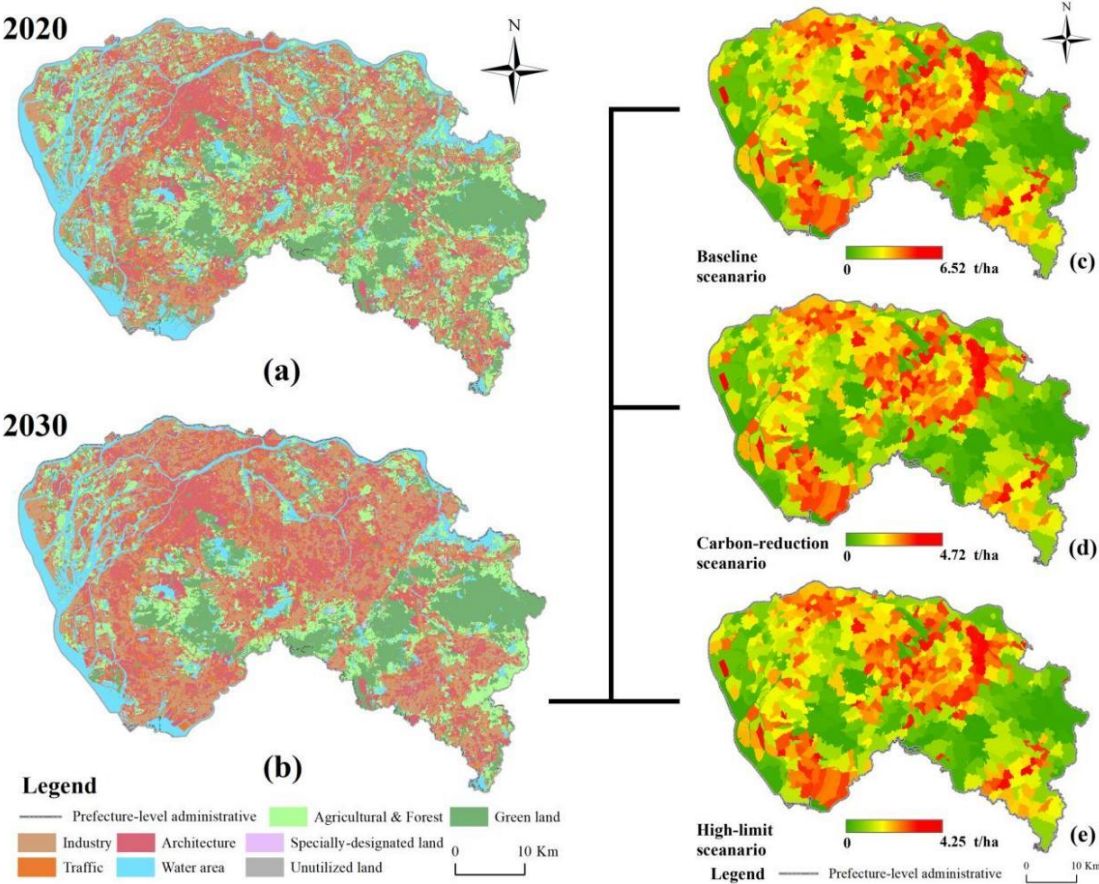 2020
N
(a)
2030
(b)
Legend
Prefecture-level administrative
Agricultural & Forest
Green land
Industry
Architecture
Specially-designated land
Traffic
Water area
Unutilized land
0 10 Km
N
Baseline
sceanario
0 6.52 t/ha
(c)
Carbon-reduction
sceanario
0 4.72 t/ha
(d)
High-limit
sceanario
0 4.25 t/ha
(e)
Legend Prefecture-level administrative
0 10 Km